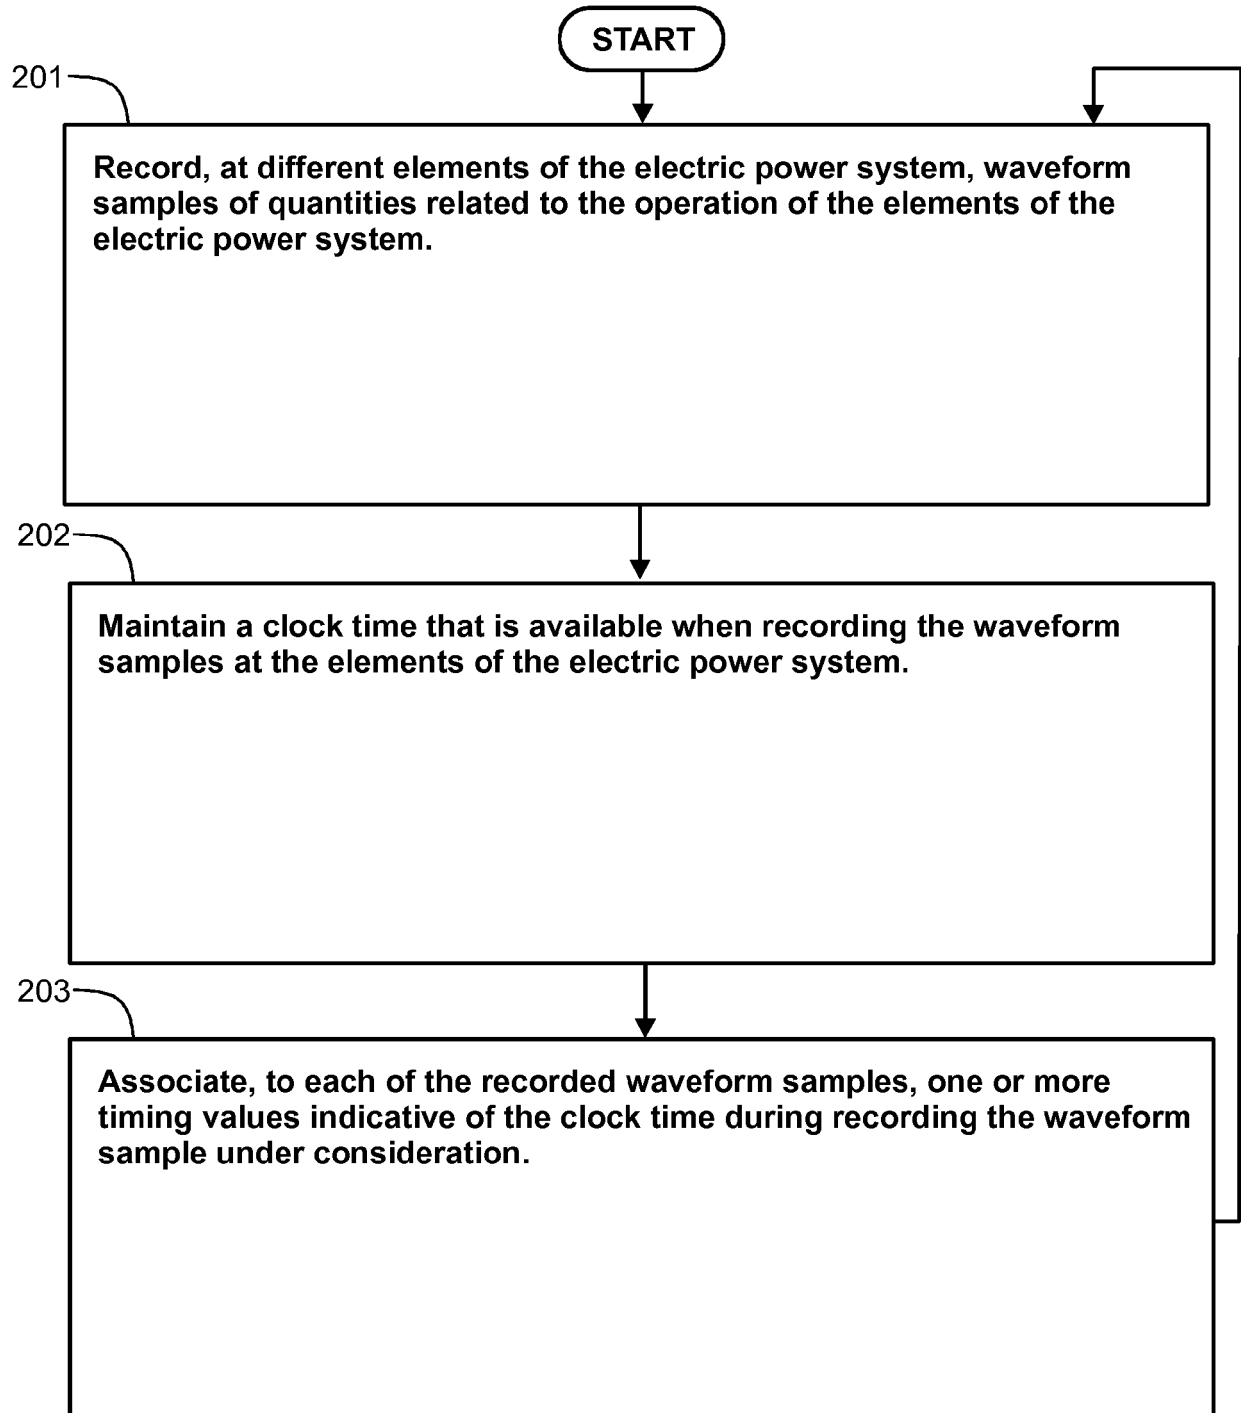 START
201
Record, at different elements of the electric power system, waveform
samples of quantities related to the operation of the elements of the
electric power system.
202
Maintain a clock time that is available when recording the waveform
samples at the elements of the electric power system.
203
Associate, to each of the recorded waveform samples, one or more
timing values indicative of the clock time during recording the waveform
sample under consideration.